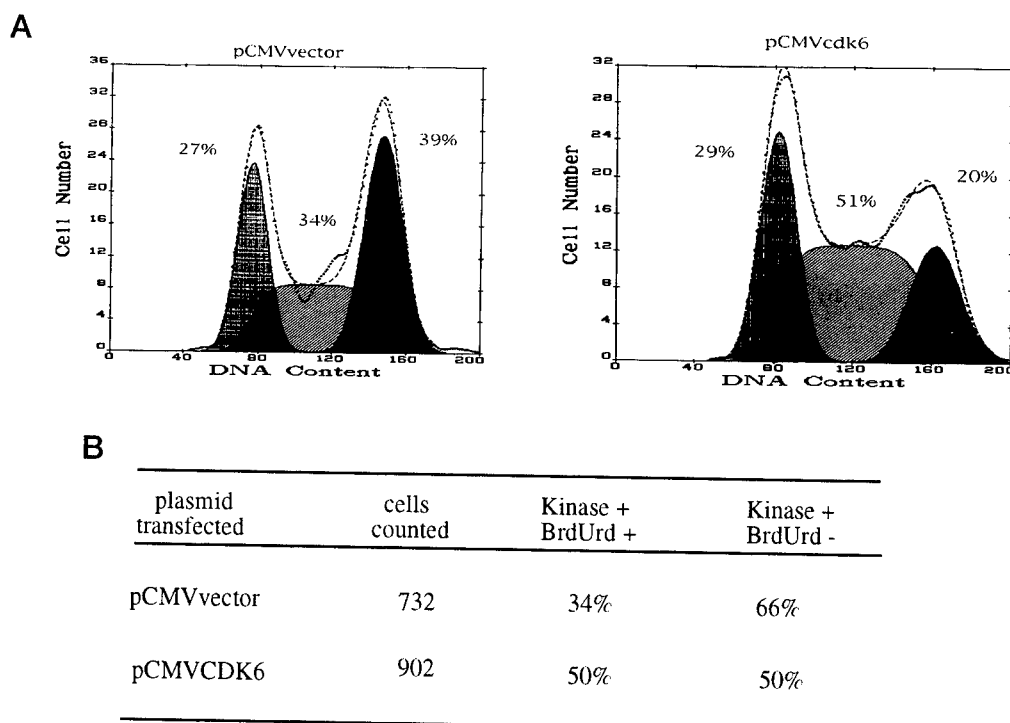 A
pCMVvector
36
32
28
24
20
16
12
8
4
0
Cell Number
27%
34%
39%
0 40 80 120 160 200
DNA Content
pCMVcdk6
32
28
24
20
16
12
8
4
0
Cell Number
29%
51%
20%
0 40 80 120 160 200
DNA Content
B
plasmid transfected
cells counted
Kinase + BrdUrd +
Kinase + BrdUrd -
pCMVvector 732 34% 66%
pCMVCDK6 902 50% 50%